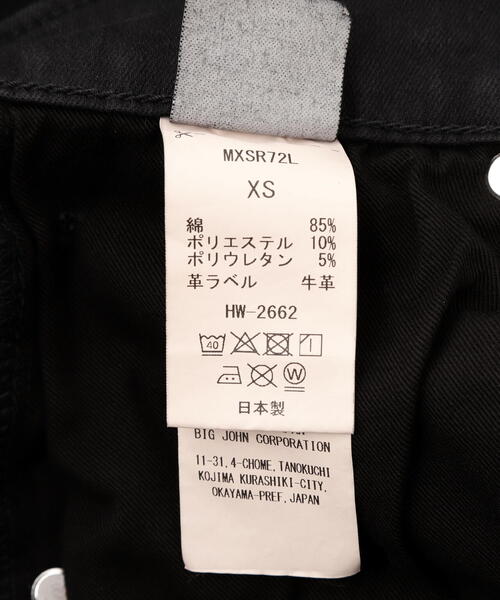 MXSR72L
XS
綿 85%
ポリエステル 10%
ポリウレタン 5%
革ラベル 牛革
HW-2662
40
W
日本製
BIG JOHN CORPORATION
11-31,4-CHOME,TANOKUCHI
KOJIMA KURASHIKI-CITY,
OKAYAMA-PREF,JAPAN